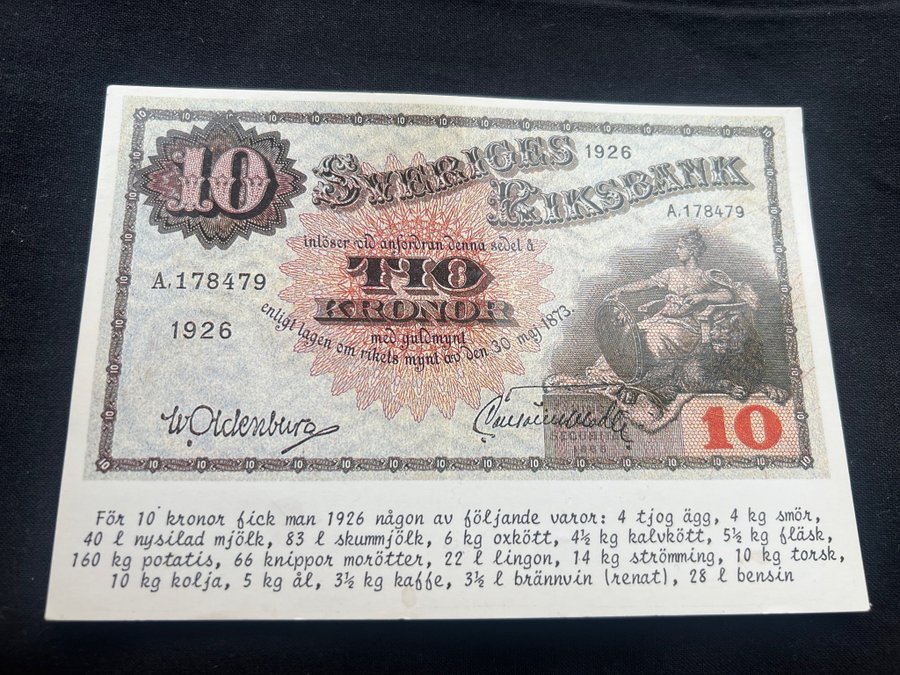 10
SVERIGES
1926
RIKSBANK
A.178479
inlöser vid anfordran denna sedel å
TIO
KRONOR
A.178479
1926
med guldmynt
enligt lagen om rikets mynt av den 30 maj 1873.
W. Oldenburg
10
För 10 kronor fick man 1926 någon av följande varor: 4 tjog ägg, 4 kg smör,
40 l nysilad mjölk, 83 l skummjölk, 6 kg oxkött, 4½ kg kalvkött, 5½ kg fläsk,
160 kg potatis, 66 knippor morötter, 22 l lingon, 14 kg strömming, 10 kg torsk,
10 kg kolja, 5 kg ål, 3½ kg kaffe, 3½ l brännvin (renat), 28 l bensin